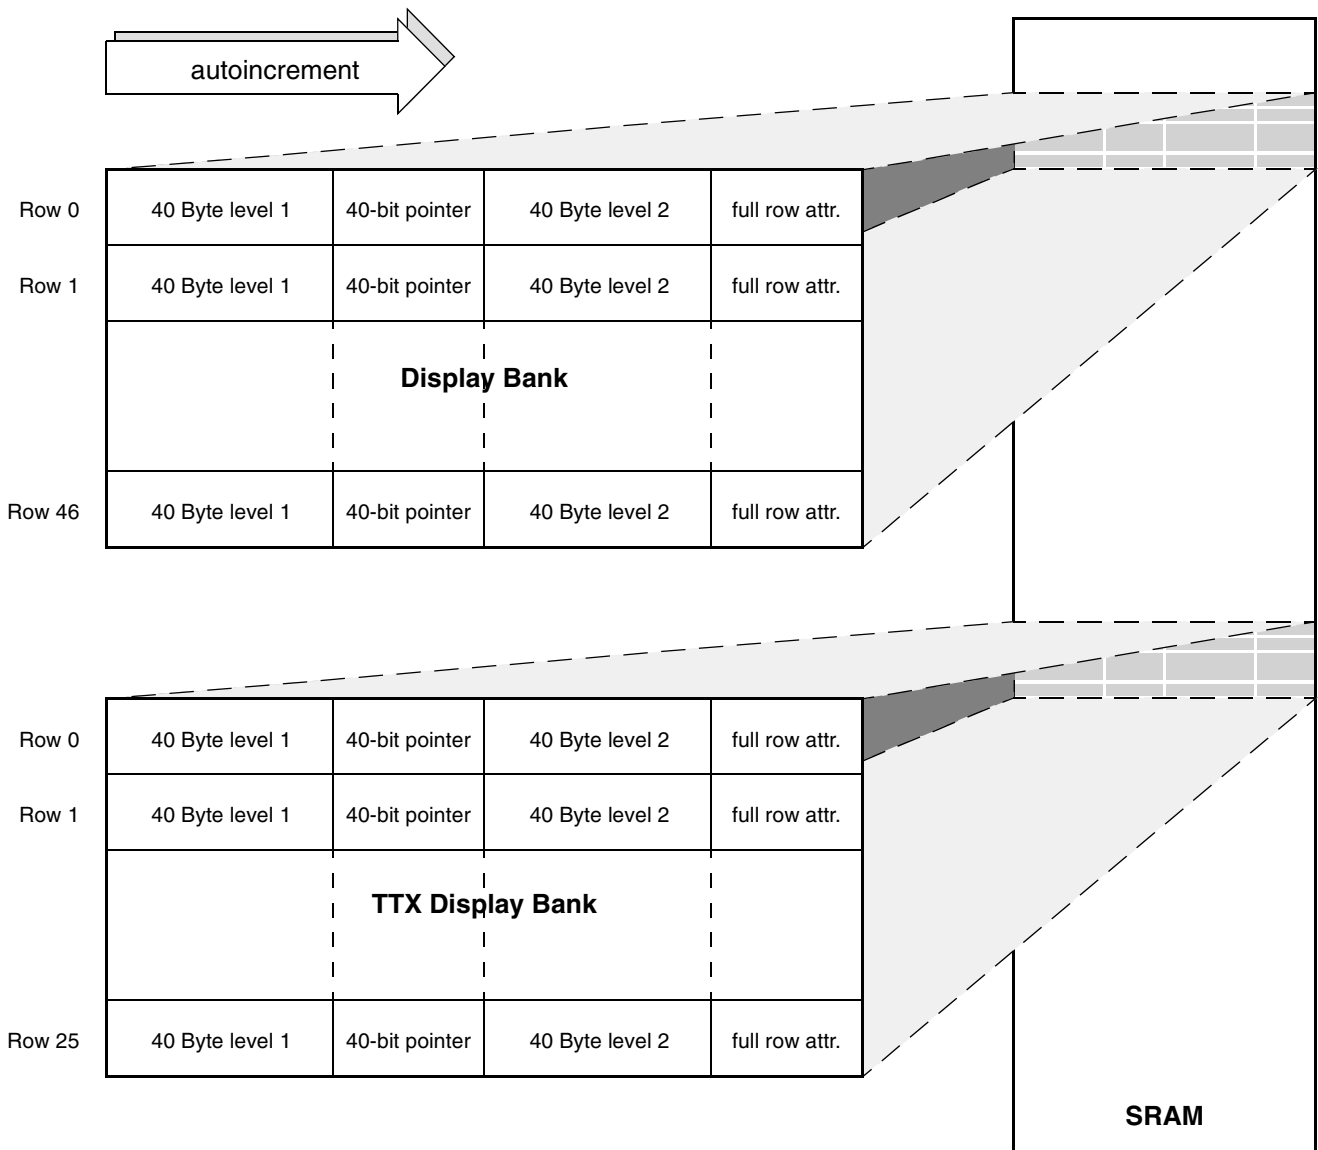 autoincrement
Row 0 40 Byte level 1 40-bit pointer 40 Byte level 2 full row attr.
Row 1 40 Byte level 1 40-bit pointer 40 Byte level 2 full row attr.
Display Bank
Row 46 40 Byte level 1 40-bit pointer 40 Byte level 2 full row attr.
Row 0 40 Byte level 1 40-bit pointer 40 Byte level 2 full row attr.
Row 1 40 Byte level 1 40-bit pointer 40 Byte level 2 full row attr.
TTX Display Bank
Row 25 40 Byte level 1 40-bit pointer 40 Byte level 2 full row attr.
SRAM